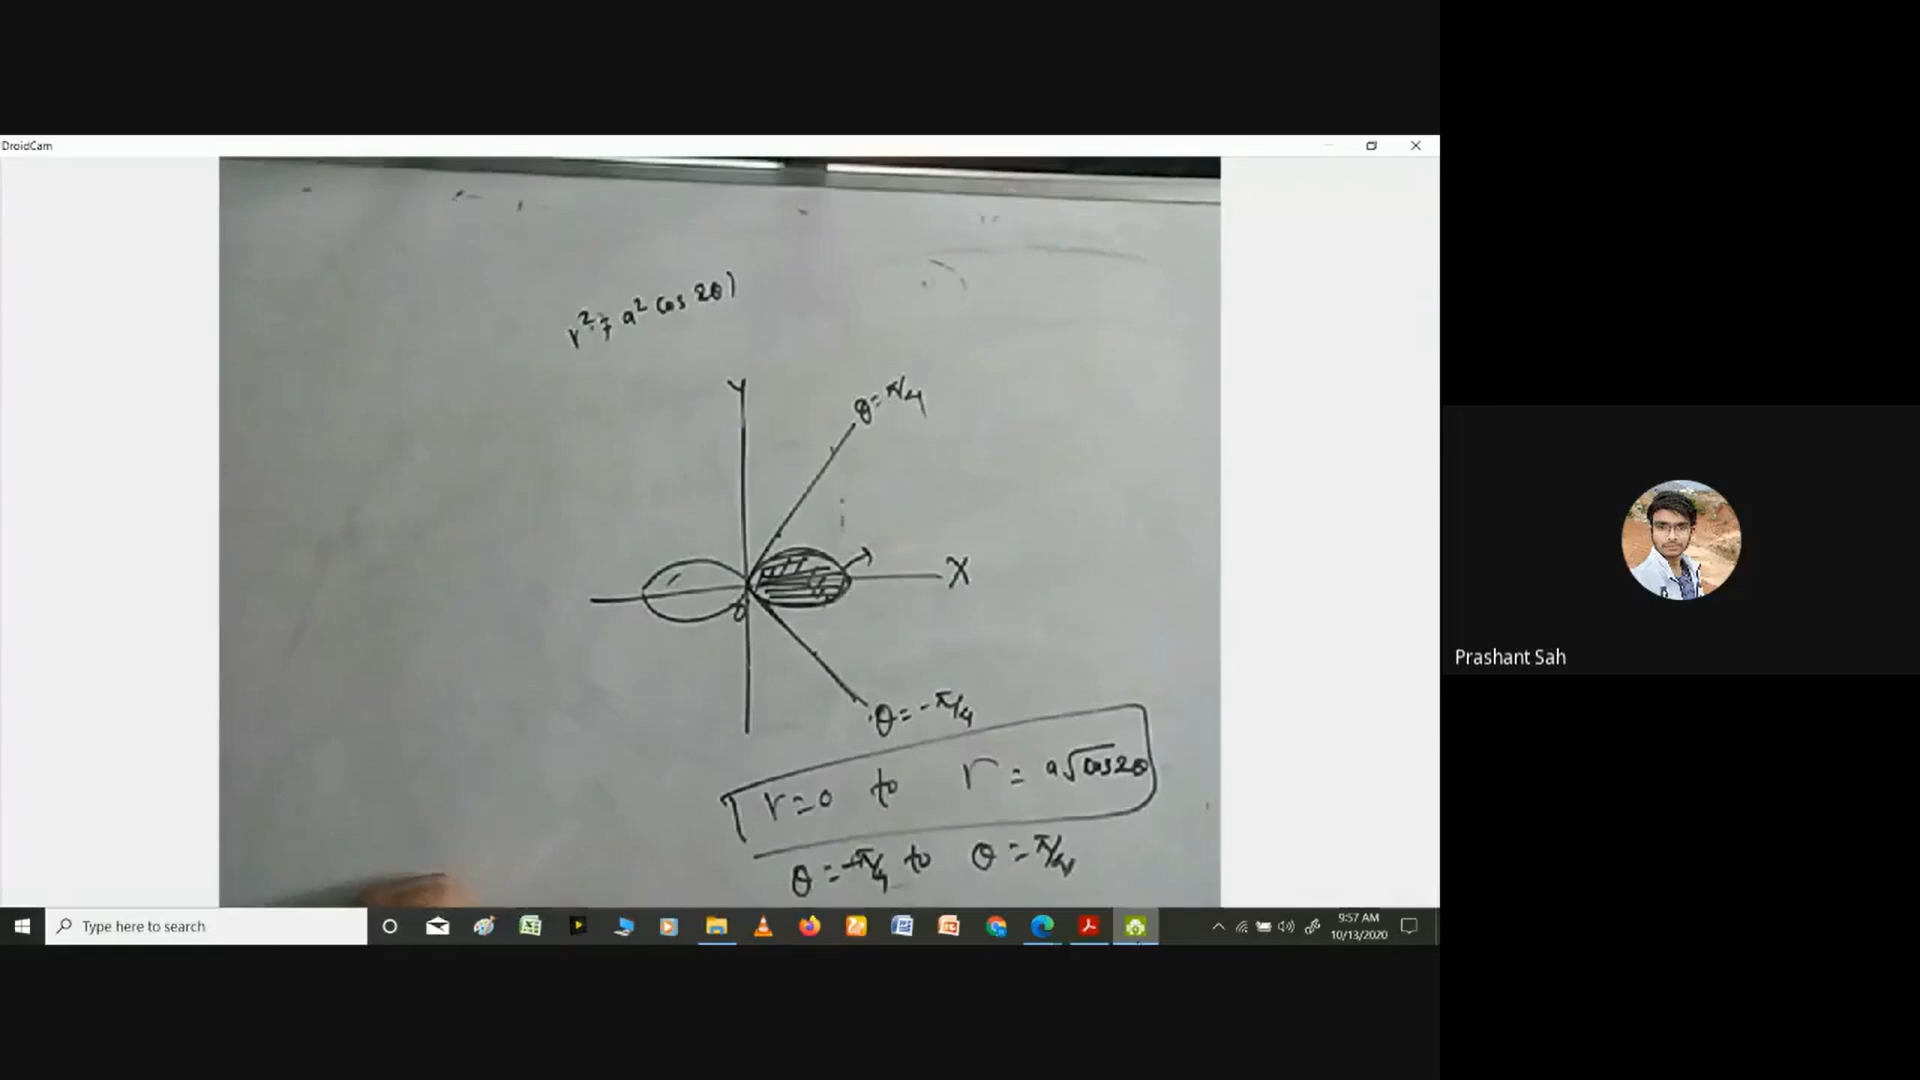 DroidCam
r² = a² cos 2θ)
Y
θ = π/4
X
0
θ = -π/4
r = 0 to r = a√cos2θ
θ = -π/4 to θ = π/4
Prashant Sah
Type here to search
9:57 AM
10/13/2020